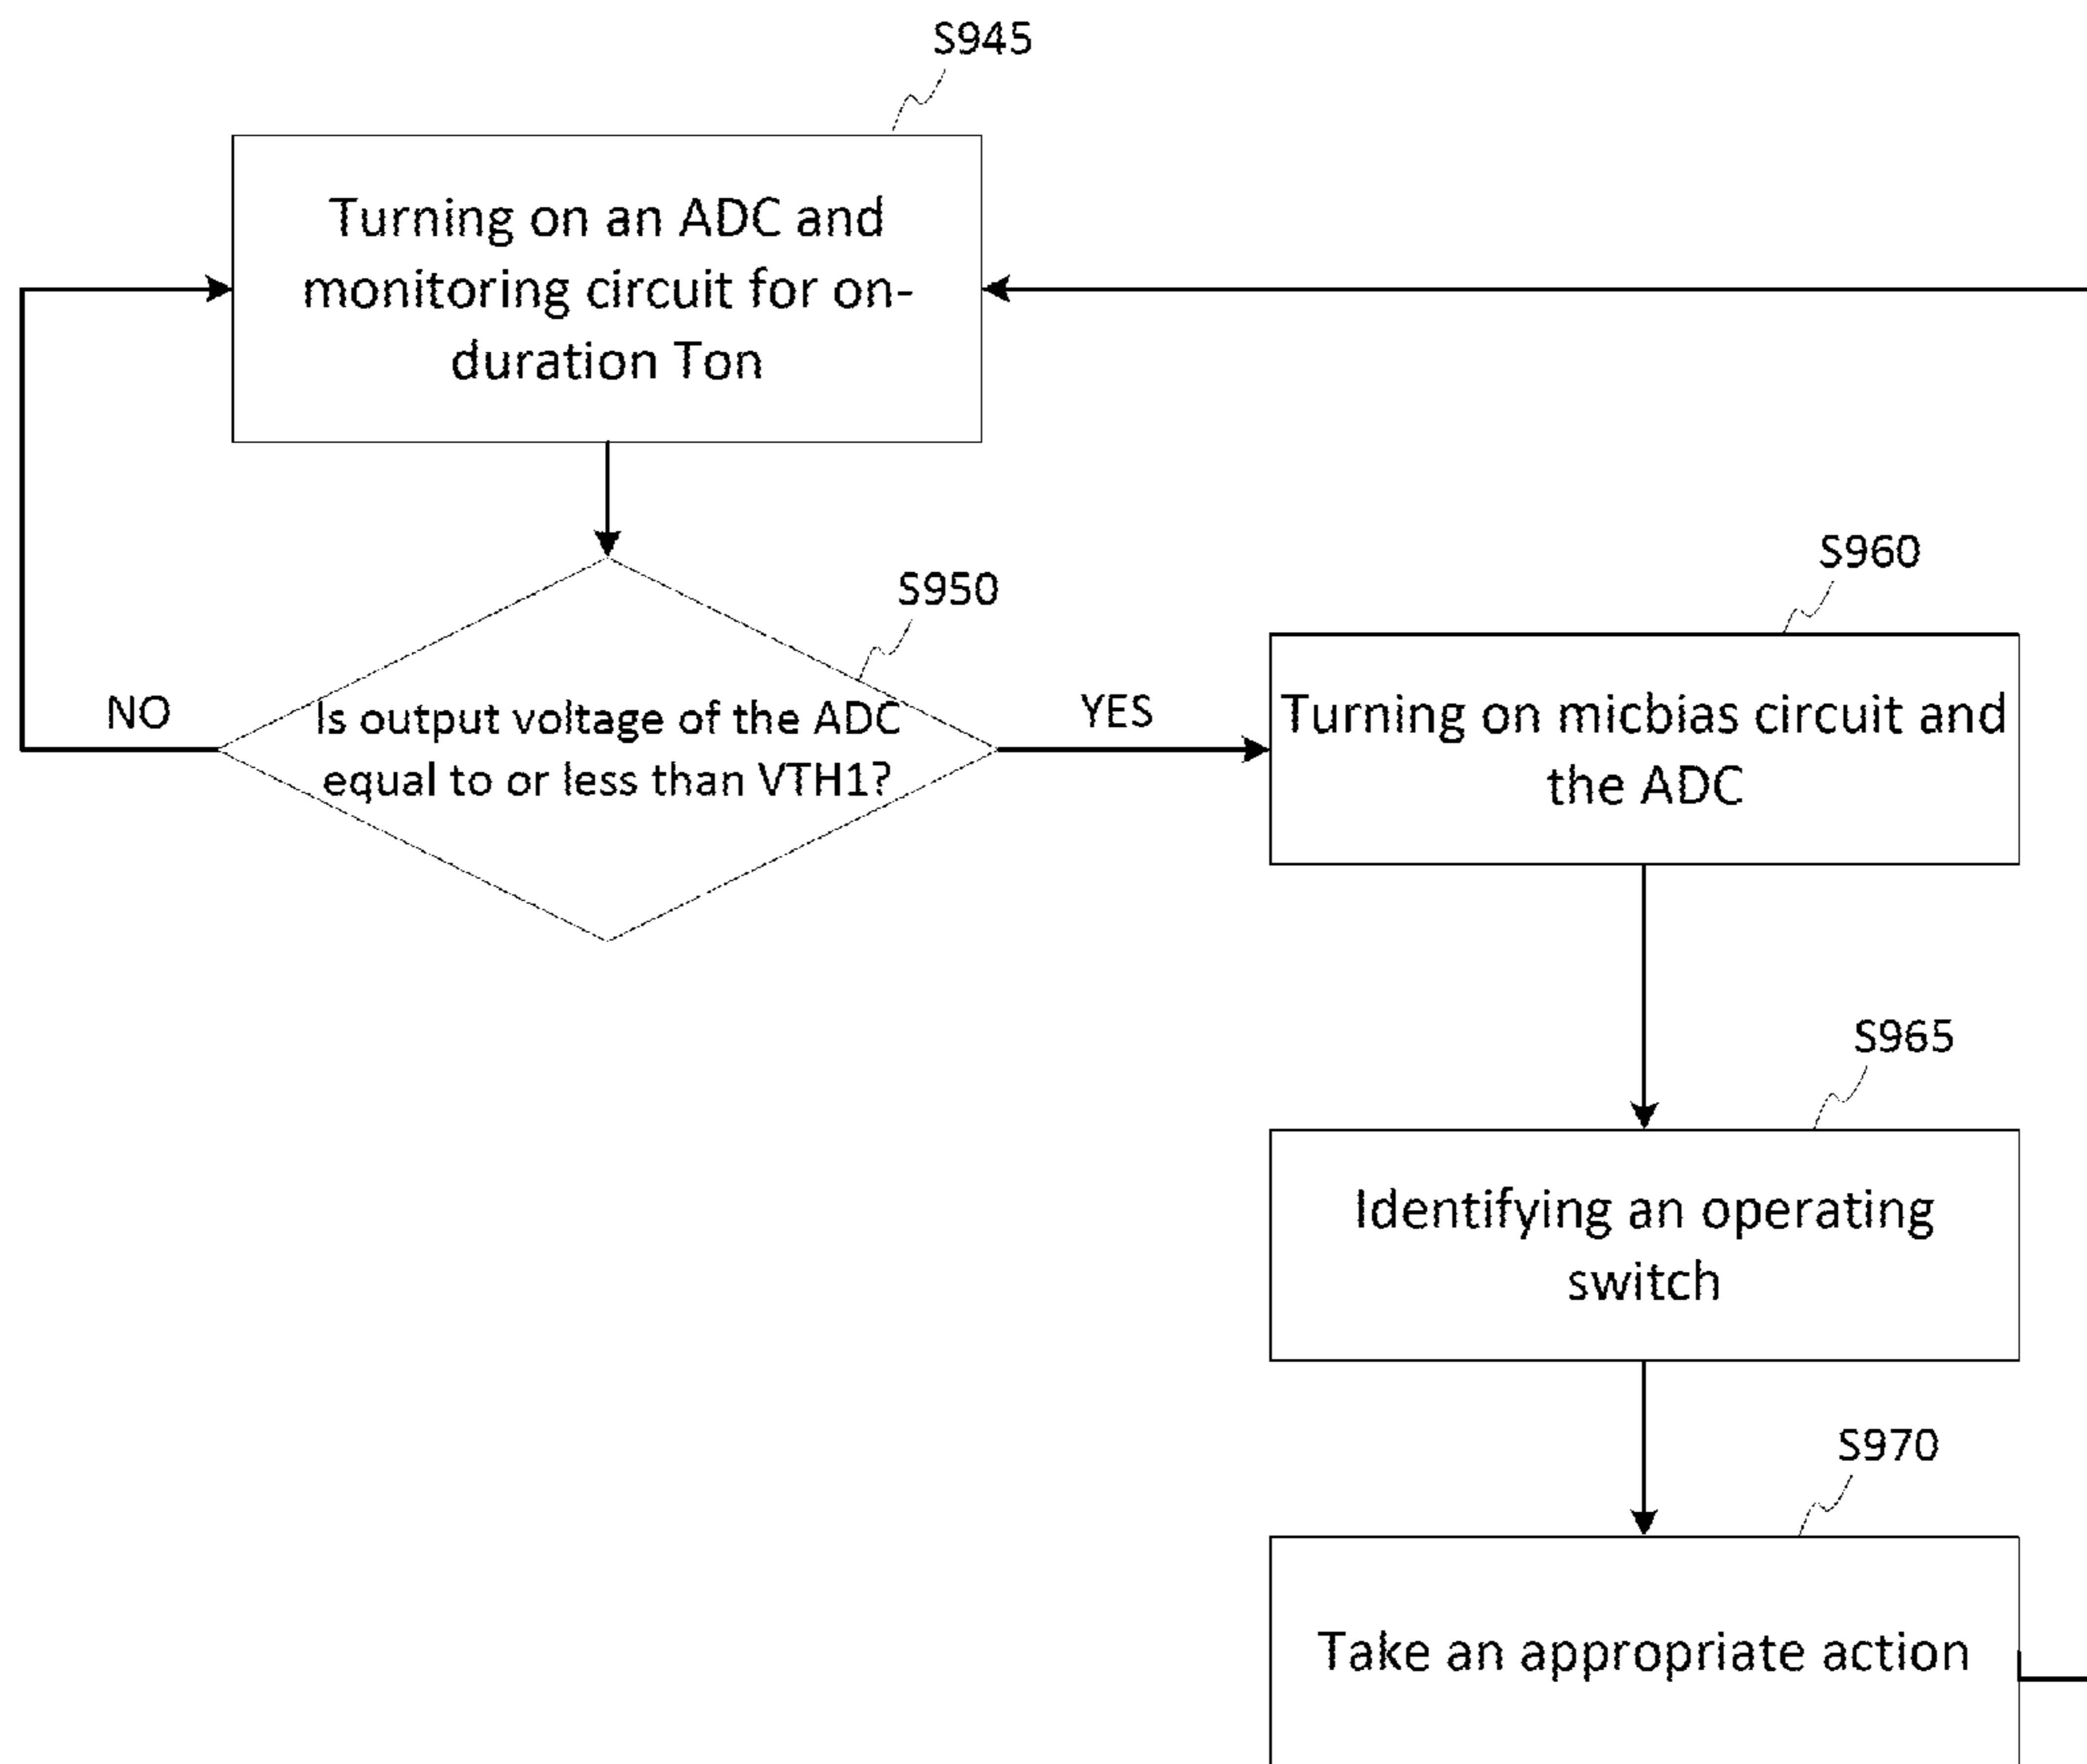 S945
Turning on an ADC and
monitoring circuit for on-
duration Ton
S950
NO
Is output voltage of the ADC
equal to or less than VTH1?
YES
S960
Turning on micbias circuit and
the ADC
S965
Identifying an operating
switch
S970
Take an appropriate action